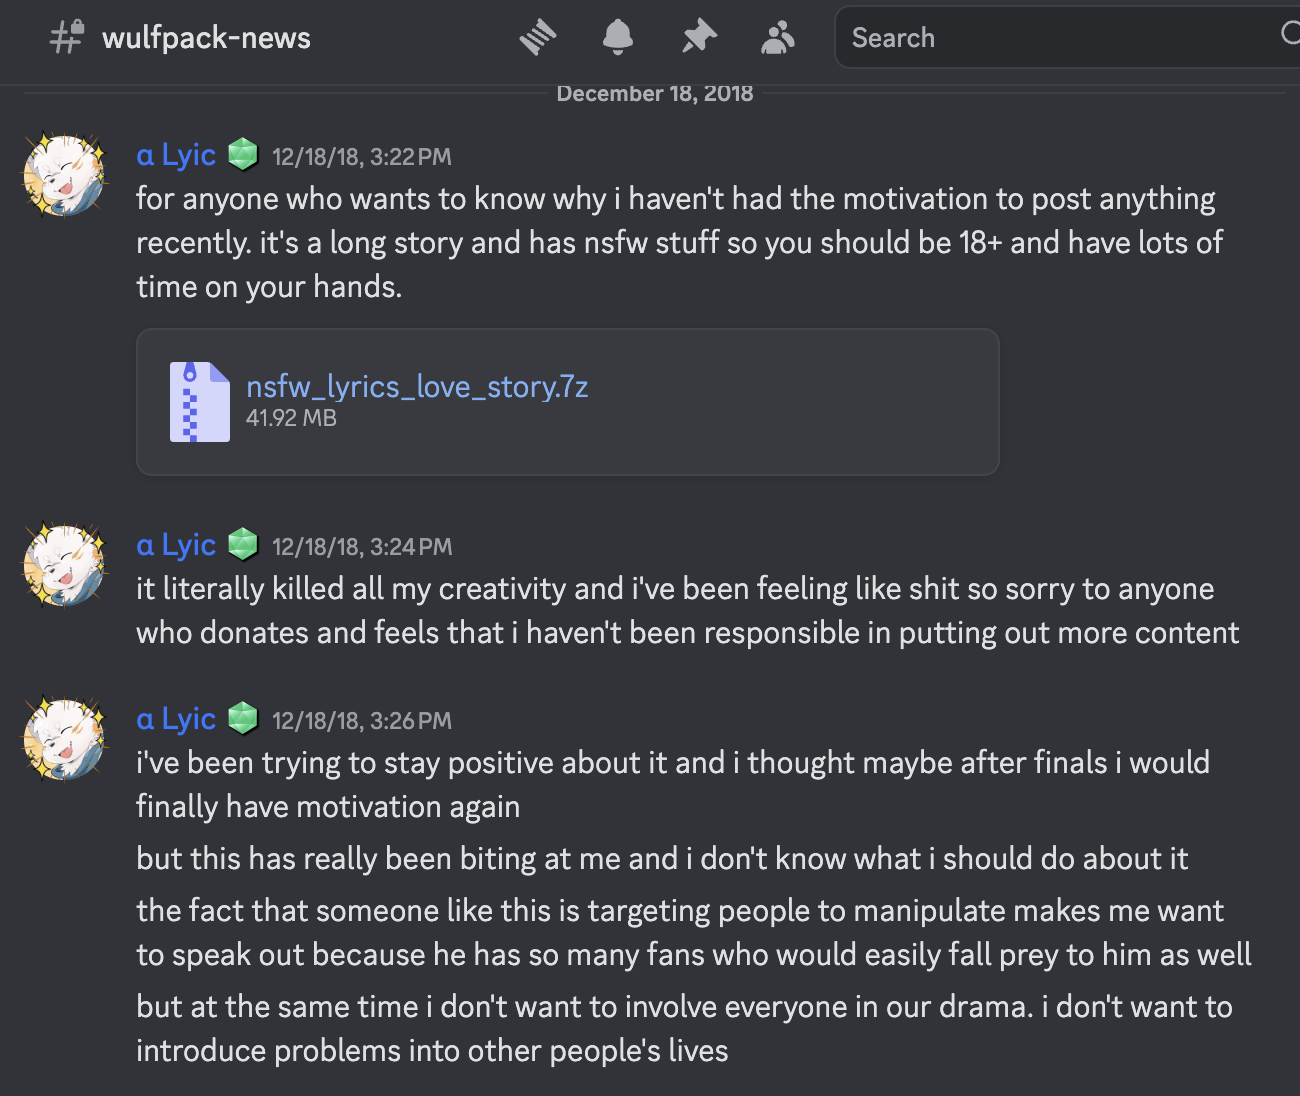 wulfpack-news
Search
December 18, 2018
α Lyic 12/18/18, 3:22 PM
for anyone who wants to know why i haven't had the motivation to post anything
recently. it's a long story and has nsfw stuff so you should be 18+ and have lots of
time on your hands.
nsfw_lyrics_love_story.7z
41.92 MB
α Lyic 12/18/18, 3:24 PM
it literally killed all my creativity and i've been feeling like shit so sorry to anyone
who donates and feels that i haven't been responsible in putting out more content
α Lyic 12/18/18, 3:26 PM
i've been trying to stay positive about it and i thought maybe after finals i would
finally have motivation again
but this has really been biting at me and i don't know what i should do about it
the fact that someone like this is targeting people to manipulate makes me want
to speak out because he has so many fans who would easily fall prey to him as well
but at the same time i don't want to involve everyone in our drama. i don't want to
introduce problems into other people's lives